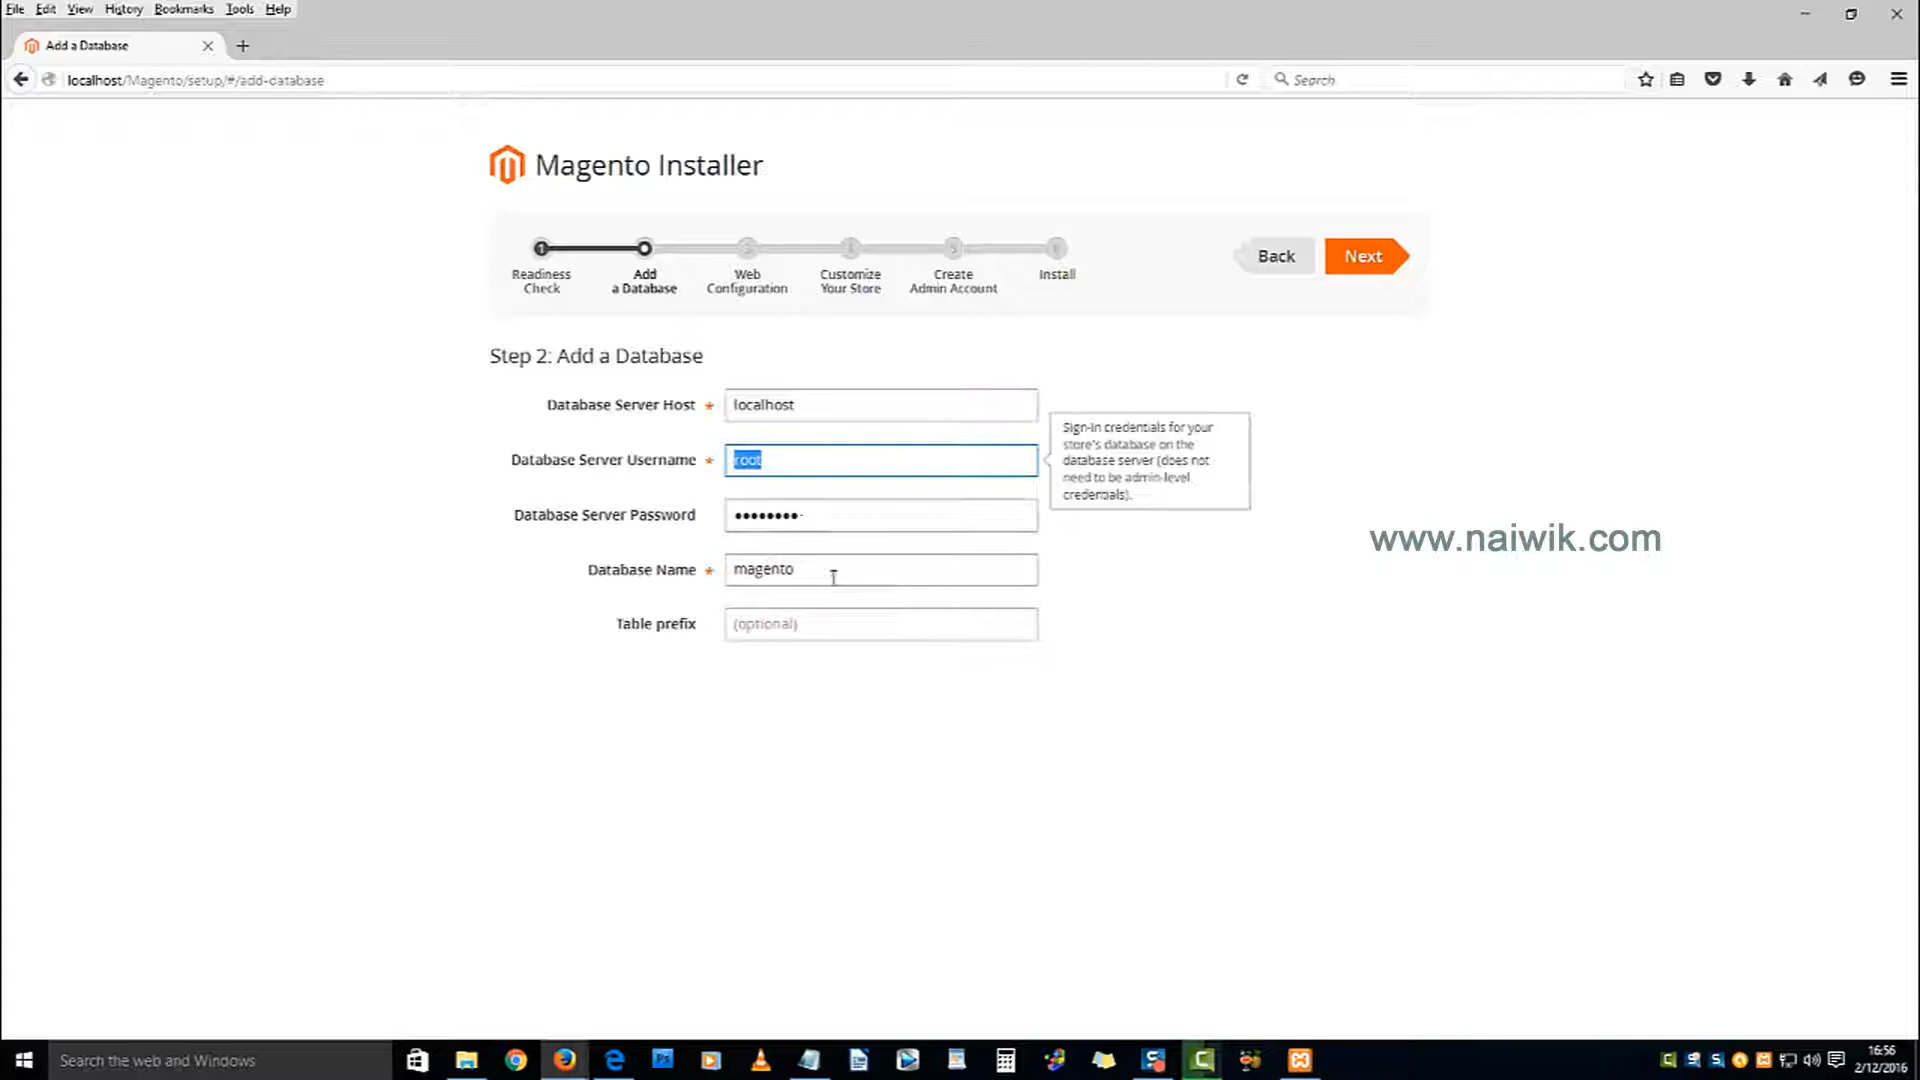 File Edit View History Bookmarks Tools Help
Add a Database
localhost/Magento/setup/#/add-database
Search
Magento Installer
1
Readiness
Check
Add
a Database
Web
Configuration
Customize
Your Store
5
Create
Admin Account
Install
Back
Next
Step 2: Add a Database
Database Server Host *
localhost
Database Server Username *
root
Sign-in credentials for your
store's database on the
database server (does not
need to be admin-level
credentials).
Database Server Password
Database Name *
magento
Table prefix
(optional)
www.naiwik.com
Search the web and Windows
16:56
2/12/2016